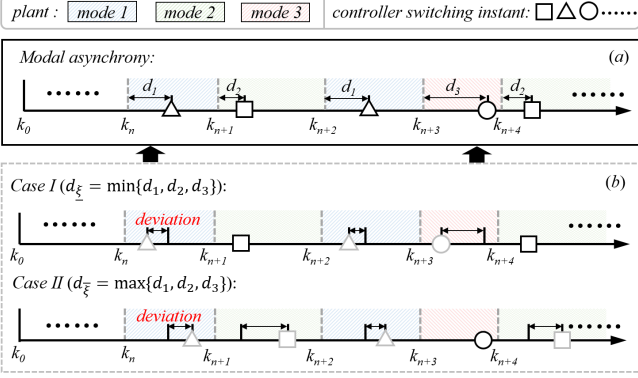 plant : mode 1 mode 2 mode 3 controller switching instant: ......
Modal asynchrony: (a)
...... d₁ d₂ d₁ d₃ d₂ ......
k₀ kₙ kₙ₊₁ kₙ₊₂ kₙ₊₃ kₙ₊₄
Case I (d_ξ̲ = min{d₁, d₂, d₃}): (b)
...... deviation ......
k₀ kₙ kₙ₊₁ kₙ₊₂ kₙ₊₃ kₙ₊₄
Case II (d_ξ̅ = max{d₁, d₂, d₃}):
...... deviation ......
k₀ kₙ kₙ₊₁ kₙ₊₂ kₙ₊₃ kₙ₊₄